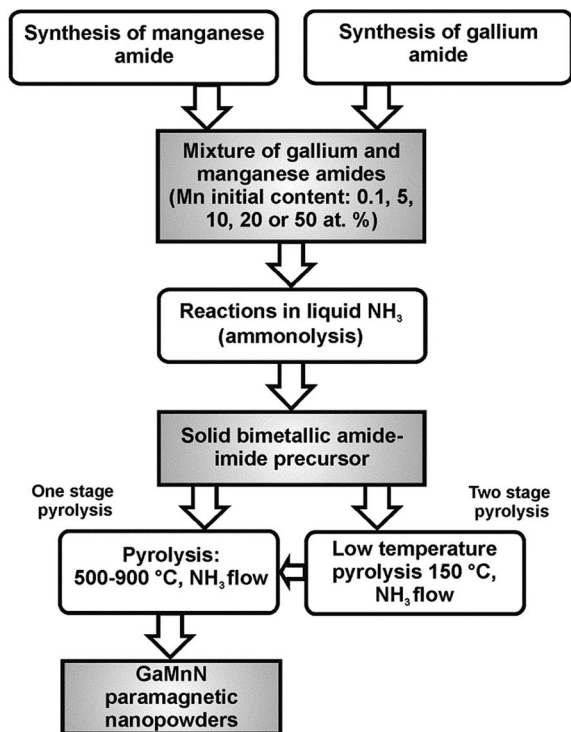 Synthesis of manganese
amide
Synthesis of gallium
amide
Mixture of gallium and
manganese amides
(Mn initial content: 0.1, 5,
10, 20 or 50 at. %)
Reactions in liquid NH₃
(ammonolysis)
Solid bimetallic amide-
imide precursor
One stage
pyrolysis
Two stage
pyrolysis
Pyrolysis:
500-900 °C, NH₃ flow
Low temperature
pyrolysis 150 °C,
NH₃ flow
GaMnN
paramagnetic
nanopowders